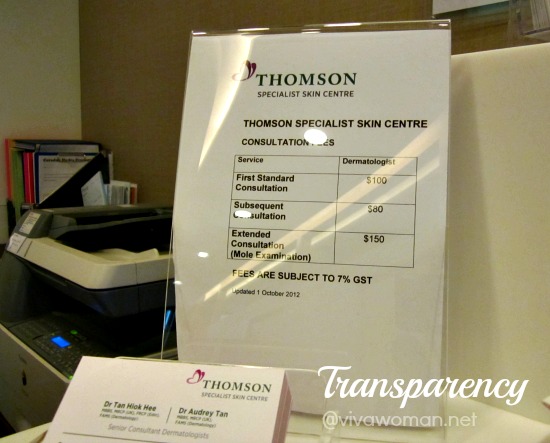 THOMSON
SPECIALIST SKIN CENTRE
THOMSON SPECIALIST SKIN CENTRE
CONSULTATION FEES
Service Dermatologist
First Standard $100
Consultation
Subsequent $80
Consultation
Extended $150
Consultation
(Mole Examination)
FEES ARE SUBJECT TO 7% GST
Updated 1 October 2012
THOMSON
SPECIALIST SKIN CENTRE
Dr Tan Hiok Hee Dr Audrey Tan
Senior Consultant Dermatologists
Transparency
@vivawoman.net